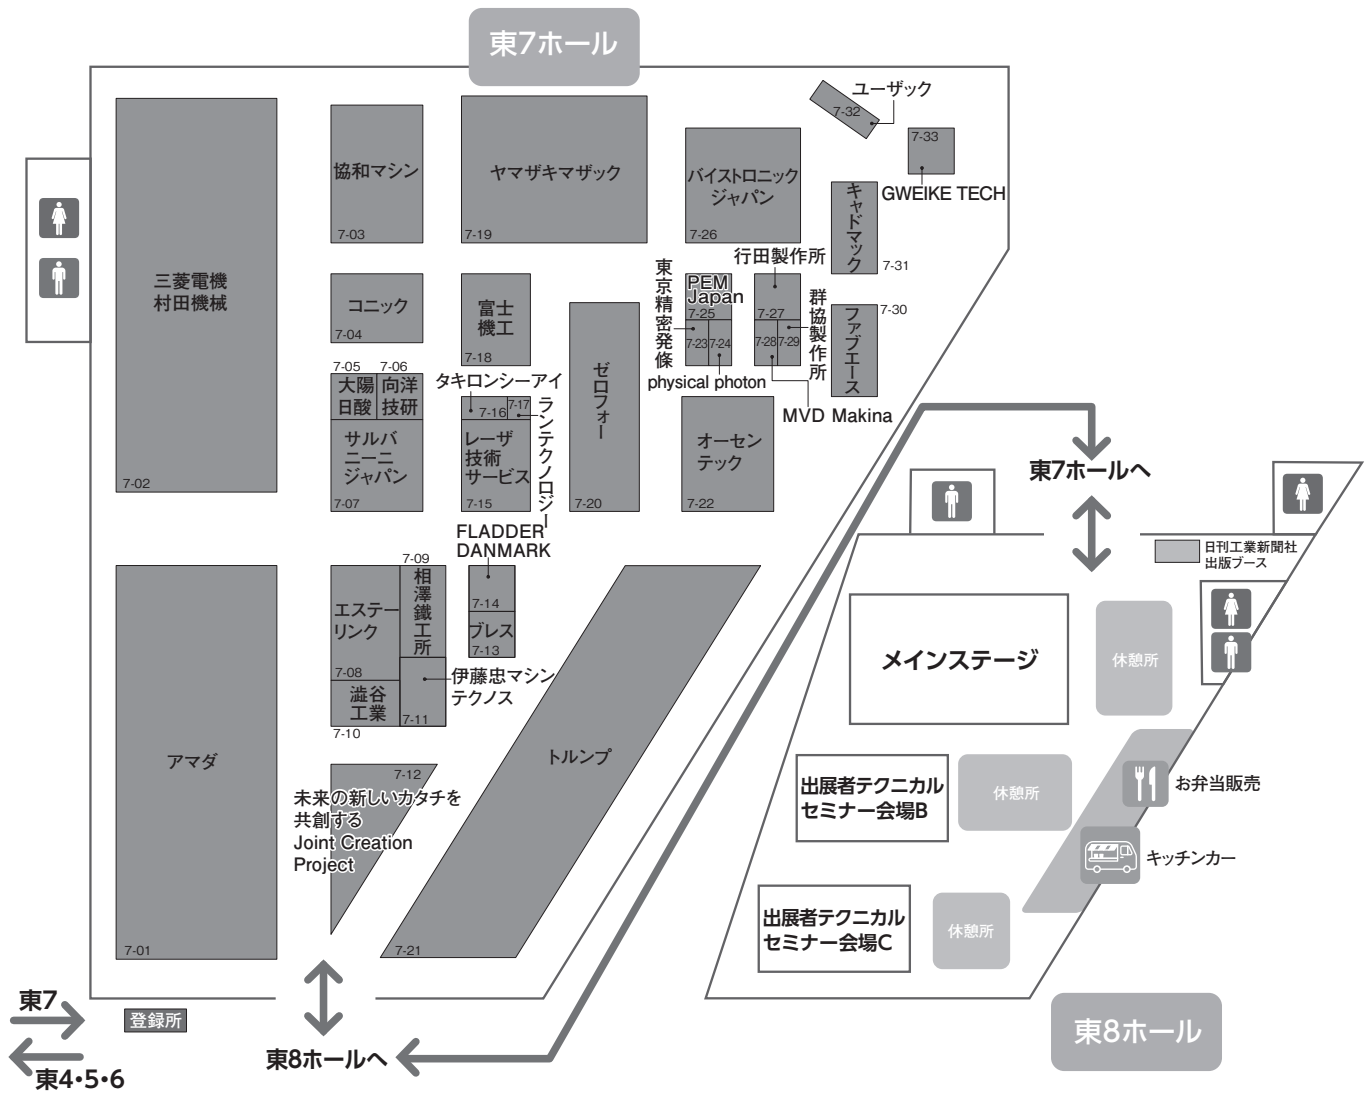 東7ホール
ユーザック
7-32
7-33
GWEIKE TECH
協和マシン
7-03
ヤマザキマザック
7-19
バイストロニック
ジャパン
7-26
キャドマック
7-31
三菱電機
村田機械
7-02
コニック
7-04
富士
機工
7-18
東京精密発條
PEM
Japan
7-25
7-23
7-24
physical photon
行田製作所
7-27
7-28
7-29
群協製作所
MVD Makina
7-30
ファブエース
7-05
7-06
大陽
日酸
向洋
技研
サルバ
ニーニ
ジャパン
7-07
タキロンシーアイ
7-16
7-17
ランテクノロジー
レーザ
技術
サービス
7-15
ゼロフォー
7-20
オーセン
テック
7-22
FLADDER
DANMARK
7-14
ブレス
7-13
7-09
相澤鐵工所
エステー
リンク
7-08
澁谷
工業
7-10
7-11
伊藤忠マシン
テクノス
アマダ
7-01
7-12
未来の新しいカタチを
共創する
Joint Creation
Project
トルンプ
7-21
東7
登録所
東4・5・6
東8ホールへ
東7ホールへ
日刊工業新聞社
出版ブース
メインステージ
休憩所
出展者テクニカル
セミナー会場B
休憩所
お弁当販売
キッチンカー
出展者テクニカル
セミナー会場C
休憩所
東8ホール